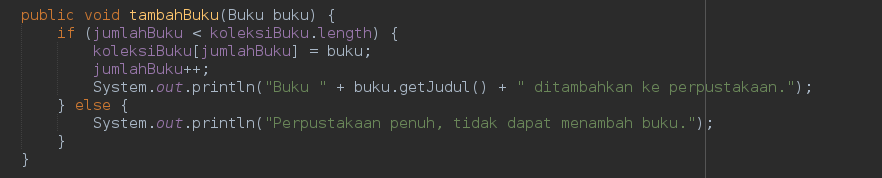 public void tambahBuku(Buku buku) {
    if (jumlahBuku < koleksiBuku.length) {
        koleksiBuku[jumlahBuku] = buku;
        jumlahBuku++;
        System.out.println("Buku " + buku.getJudul() + " ditambahkan ke perpustakaan.");
    } else {
        System.out.println("Perpustakaan penuh, tidak dapat menambah buku.");
    }
}